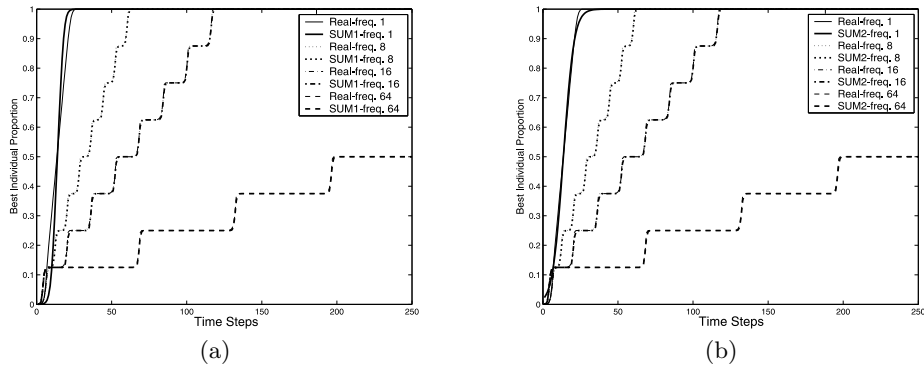 1
0.9
0.8
0.7
0.6
0.5
0.4
0.3
0.2
0.1
0
Best Individual Proportion
0 50 100 150 200 250
Time Steps
Real-freq. 1
SUM1-freq. 1
Real-freq. 8
SUM1-freq. 8
Real-freq. 16
SUM1-freq. 16
Real-freq. 64
SUM1-freq. 64
(a)
1
0.9
0.8
0.7
0.6
0.5
0.4
0.3
0.2
0.1
0
Best Individual Proportion
0 50 100 150 200 250
Time Steps
Real-freq. 1
SUM2-freq. 1
Real-freq. 8
SUM2-freq. 8
Real-freq. 16
SUM2-freq. 16
Real-freq. 64
SUM2-freq. 64
(b)